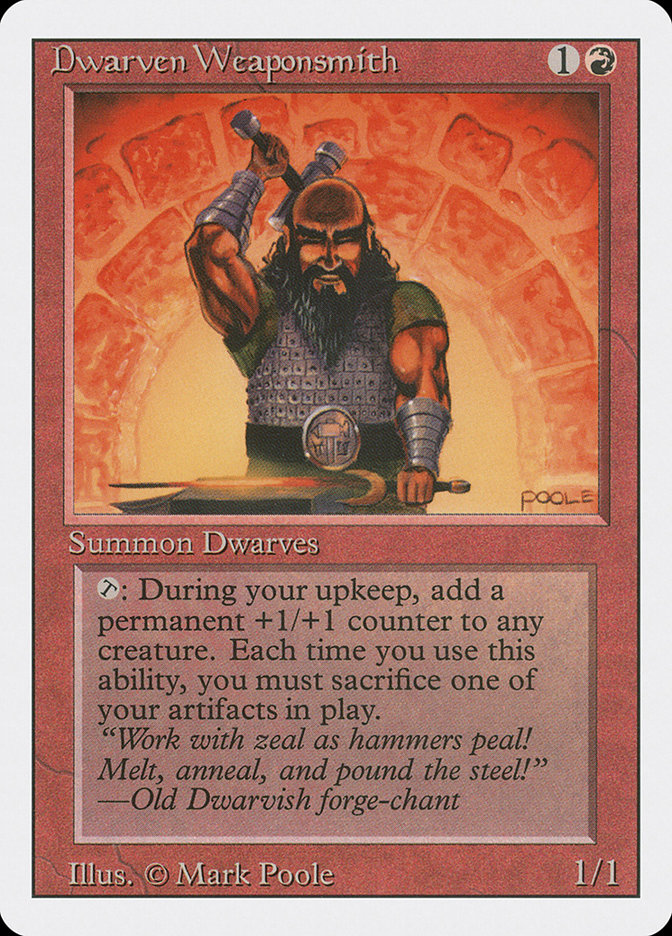 Dwarven Weaponsmith 1
POOLE
Summon Dwarves
T: During your upkeep, add a
permanent +1/+1 counter to any
creature. Each time you use this
ability, you must sacrifice one of
your artifacts in play.
“Work with zeal as hammers peal!
Melt, anneal, and pound the steel!”
—Old Dwarvish forge-chant
Illus. © Mark Poole 1/1